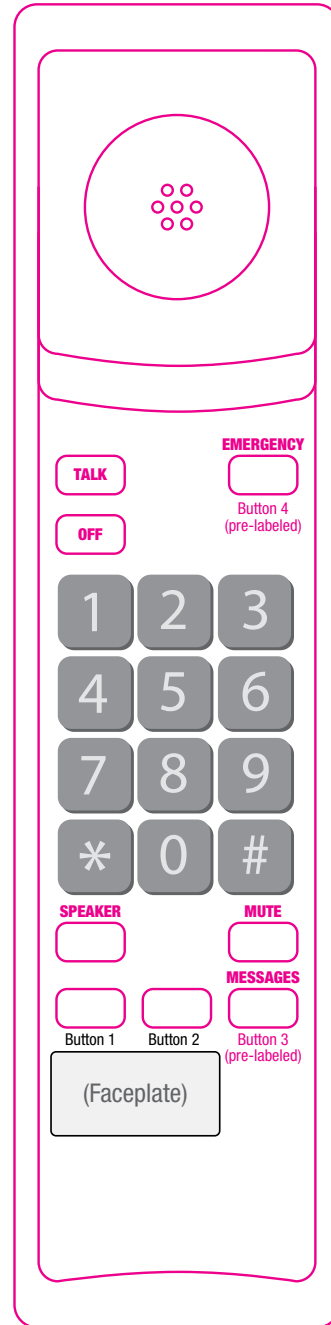 EMERGENCY
TALK
Button 4
(pre-labeled)
OFF
1 2 3
4 5 6
7 8 9
* 0 #
SPEAKER MUTE
MESSAGES
Button 1 Button 2 Button 3
(pre-labeled)
(Faceplate)